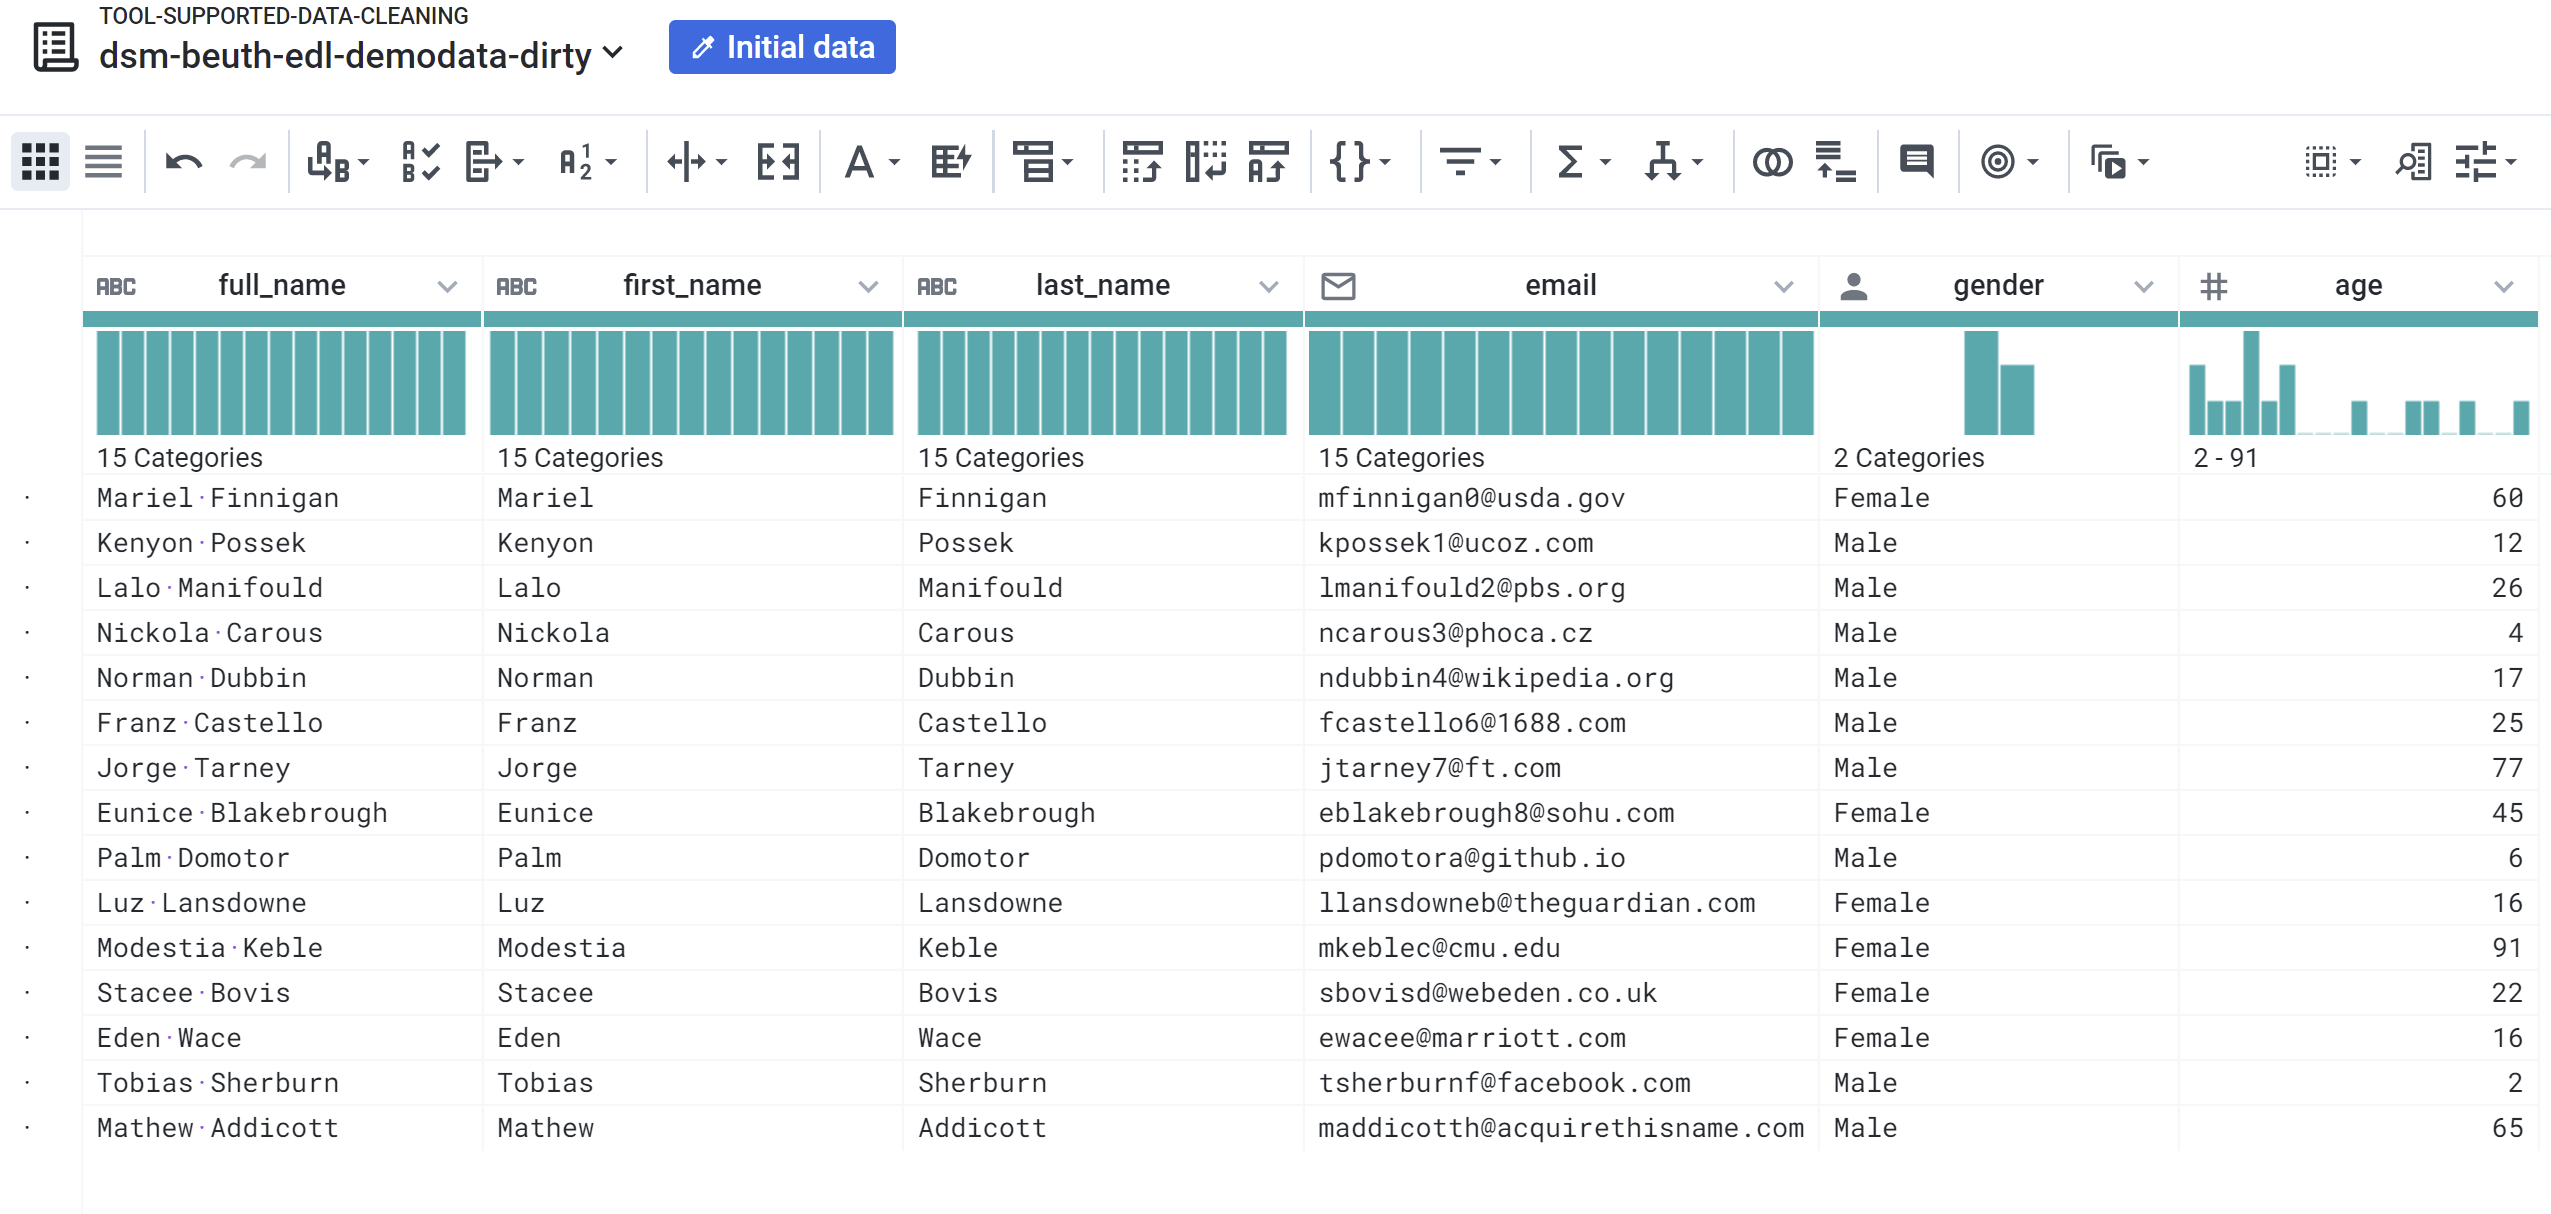 TOOL-SUPPORTED-DATA-CLEANING
dsm-beuth-edl-demodata-dirty Initial data
ABC full_name ABC first_name ABC last_name email gender # age
15 Categories 15 Categories 15 Categories 15 Categories 2 Categories 2 - 91
Mariel·Finnigan Mariel Finnigan mfinnigan0@usda.gov Female 60
Kenyon·Possek Kenyon Possek kpossek1@ucoz.com Male 12
Lalo·Manifould Lalo Manifould lmanifould2@pbs.org Male 26
Nickola·Carous Nickola Carous ncarous3@phoca.cz Male 4
Norman·Dubbin Norman Dubbin ndubbin4@wikipedia.org Male 17
Franz·Castello Franz Castello fcastello6@1688.com Male 25
Jorge·Tarney Jorge Tarney jtarney7@ft.com Male 77
Eunice·Blakebrough Eunice Blakebrough eblakebrough8@sohu.com Female 45
Palm·Domotor Palm Domotor pdomotora@github.io Male 6
Luz·Lansdowne Luz Lansdowne llansdowneb@theguardian.com Female 16
Modestia·Keble Modestia Keble mkeblec@cmu.edu Female 91
Stacee·Bovis Stacee Bovis sbovisd@webeden.co.uk Female 22
Eden·Wace Eden Wace ewacee@marriott.com Female 16
Tobias·Sherburn Tobias Sherburn tsherburnf@facebook.com Male 2
Mathew·Addicott Mathew Addicott maddicotth@acquirethisname.com Male 65